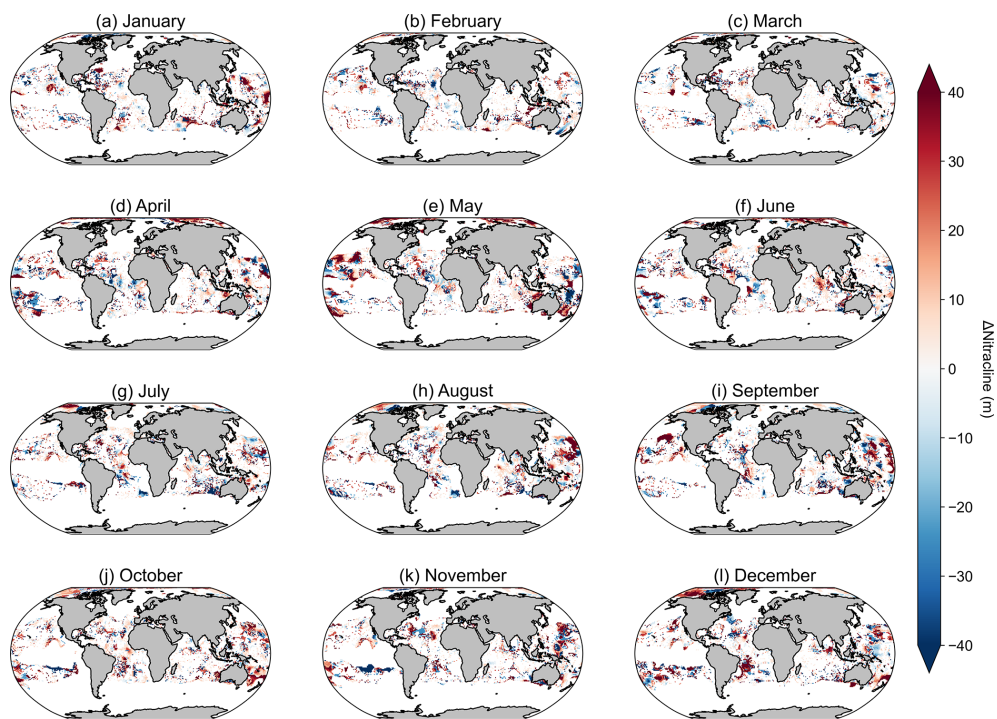 (a) January
(b) February
(c) March
(d) April
(e) May
(f) June
(g) July
(h) August
(i) September
(j) October
(k) November
(l) December
40
30
20
10
0
−10
−20
−30
−40
ΔNitracline (m)